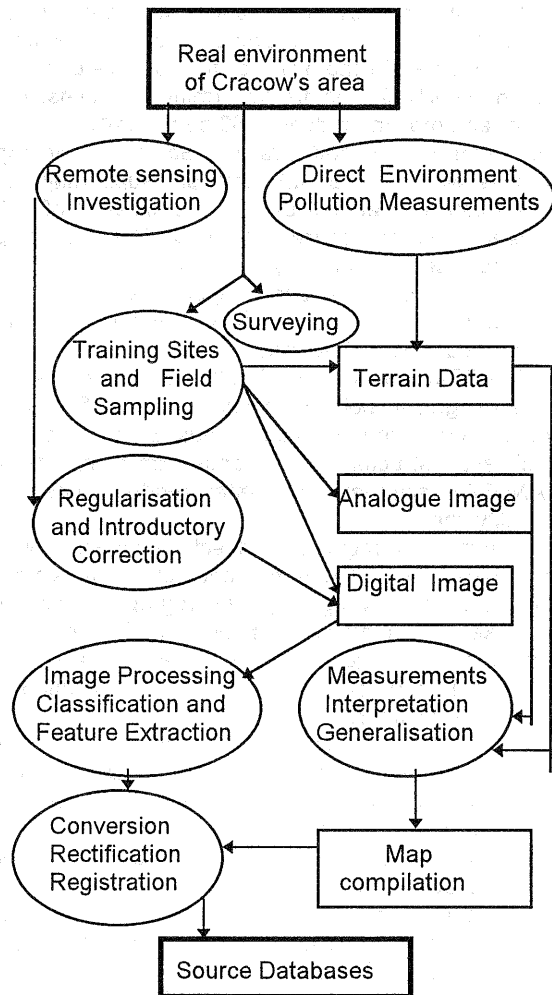 Real environment
of Cracow's area
Remote sensing
Investigation
Direct Environment
Pollution Measurements
Surveying
Training Sites
and Field
Sampling
Terrain Data
Regularisation
and Introductory
Correction
Analogue Image
Digital Image
Image Processing
Classification and
Feature Extraction
Measurements
Interpretation
Generalisation
Conversion
Rectification
Registration
Map
compilation
Source Databases